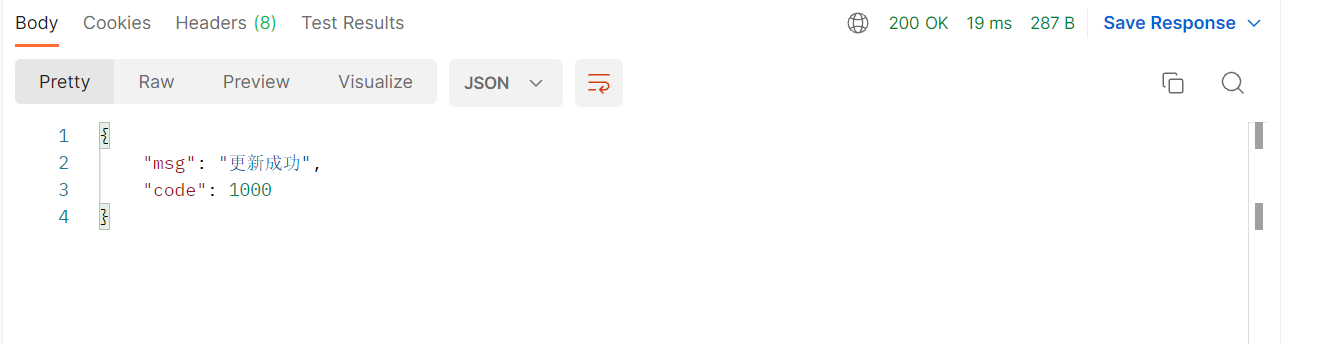 Body Cookies Headers (8) Test Results 200 OK 19 ms 287 B Save Response
Pretty Raw Preview Visualize JSON
1 {
2 "msg": "更新成功",
3 "code": 1000
4 }